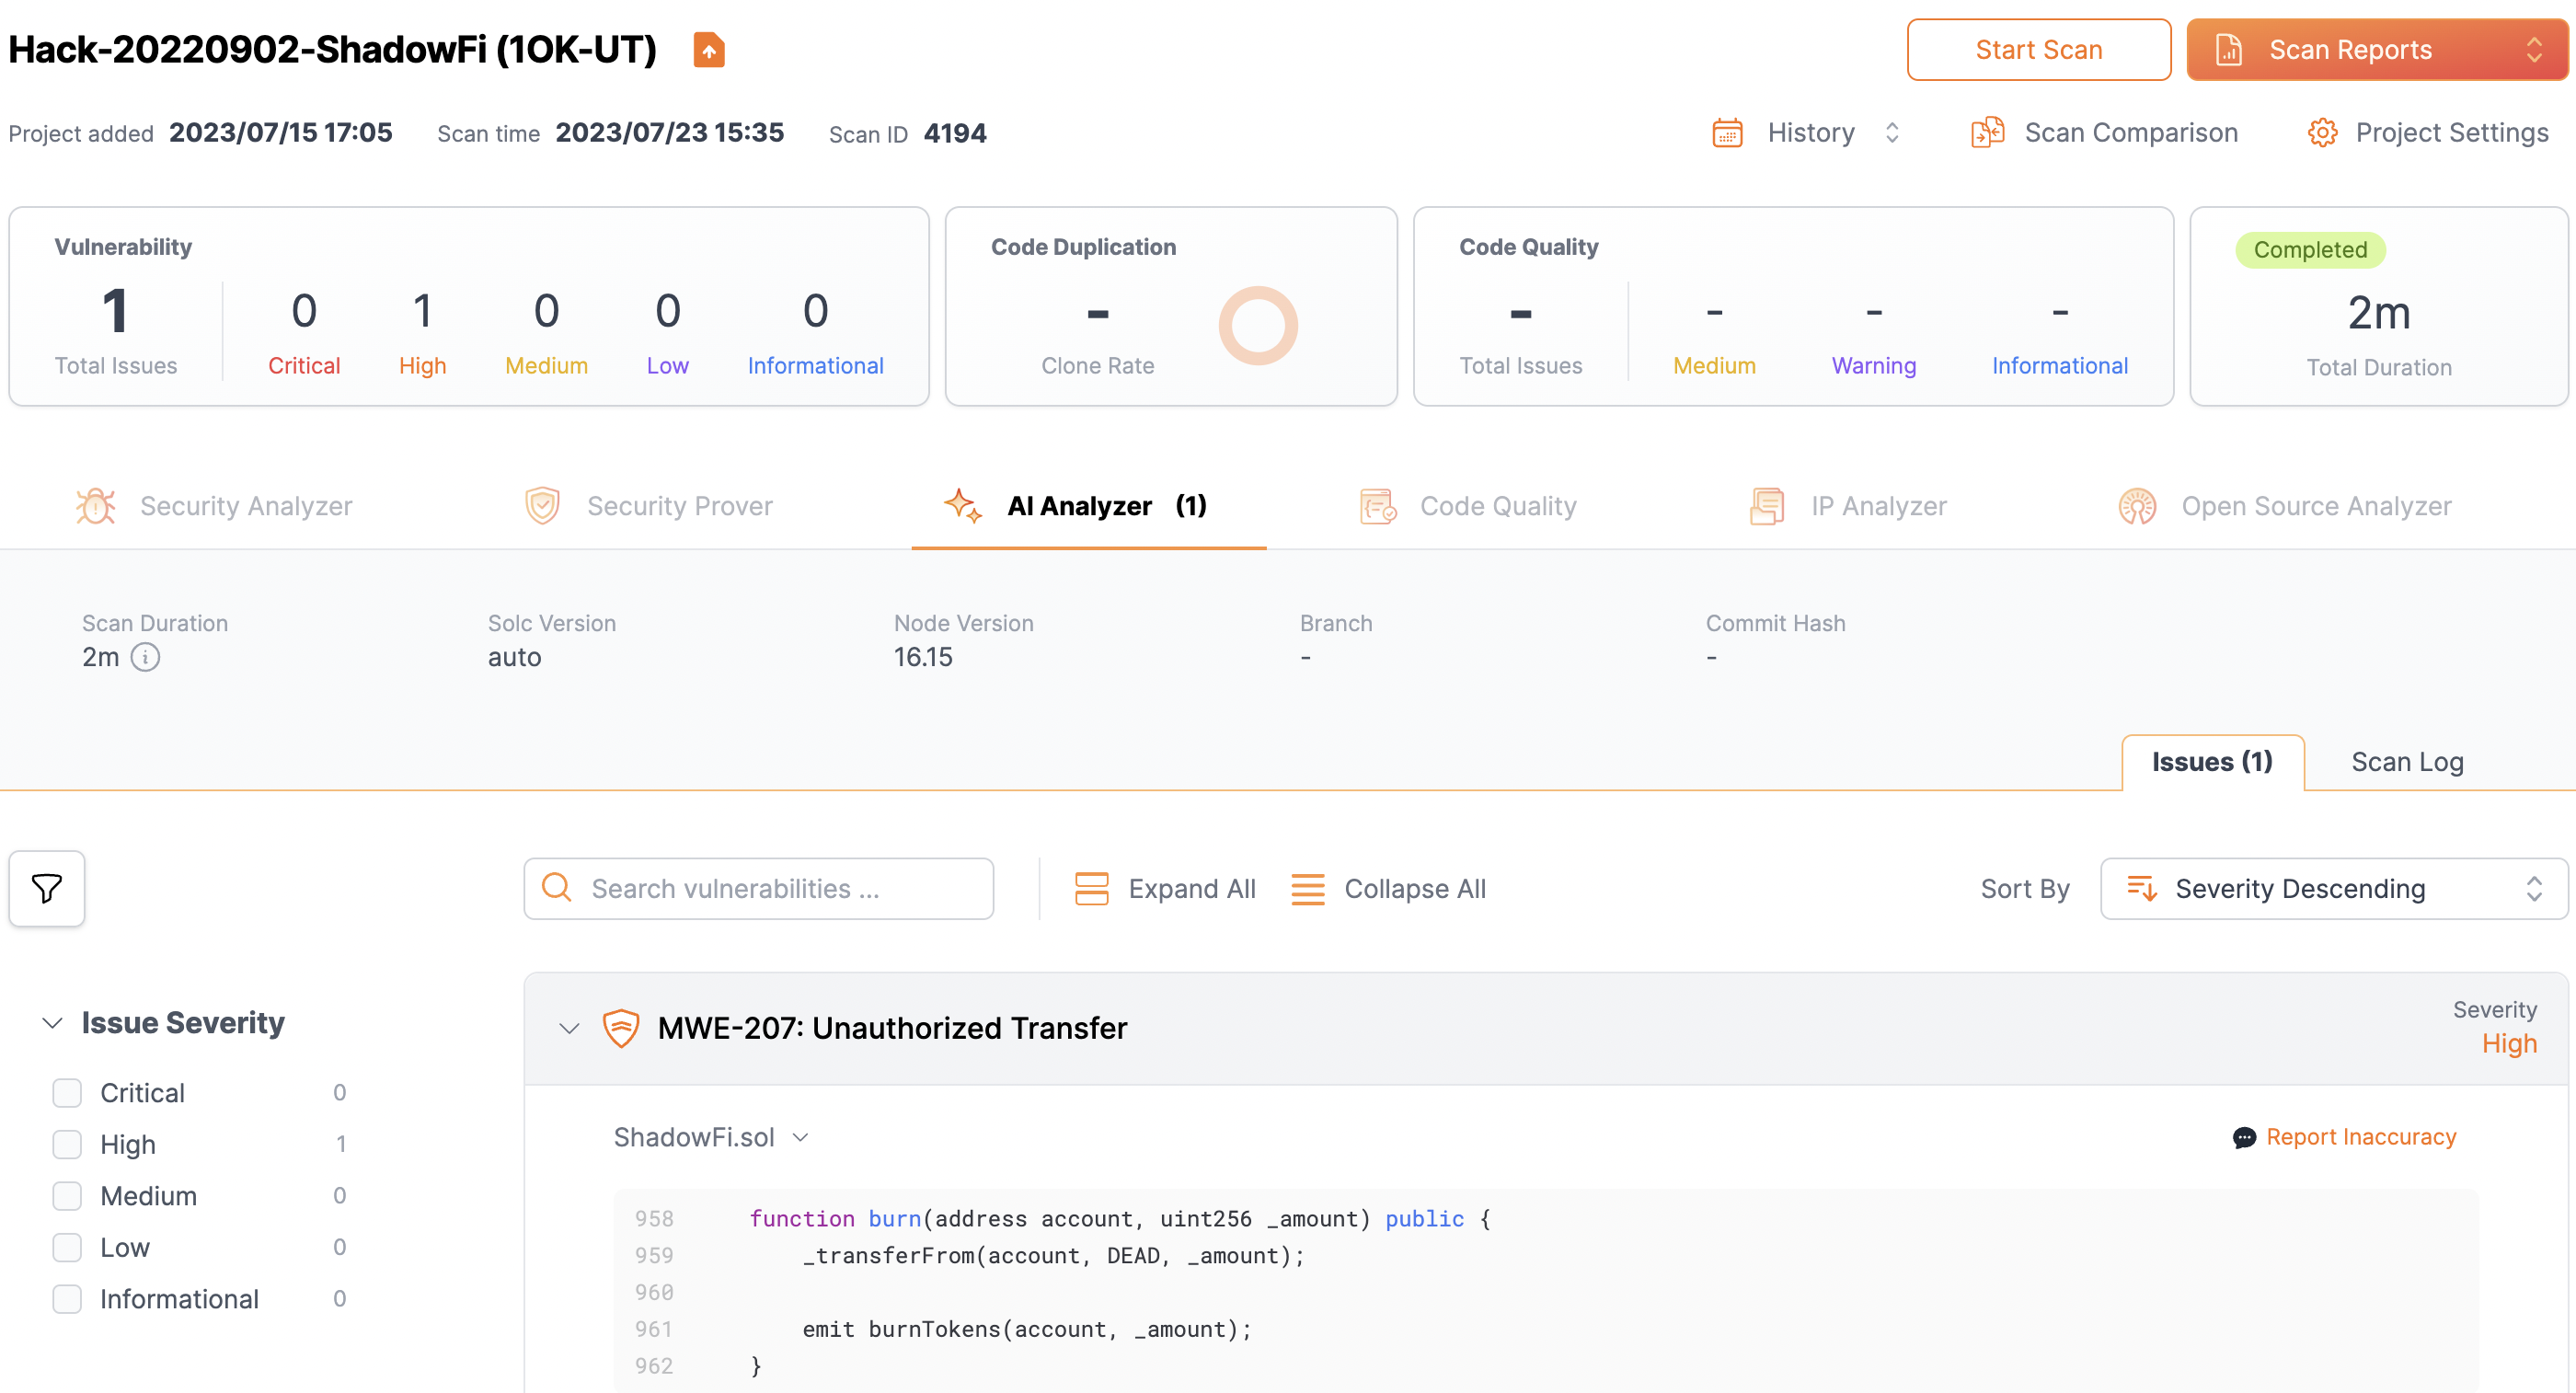 Hack-20220902-ShadowFi (1OK-UT)
Start Scan
Scan Reports
Project added 2023/07/15 17:05 Scan time 2023/07/23 15:35 Scan ID 4194
History
Scan Comparison
Project Settings
Vulnerability
1 0 1 0 0 0
Total Issues Critical High Medium Low Informational
Code Duplication
-
Clone Rate
Code Quality
- - - -
Total Issues Medium Warning Informational
Completed
2m
Total Duration
Security Analyzer
Security Prover
AI Analyzer (1)
Code Quality
IP Analyzer
Open Source Analyzer
Scan Duration Solc Version Node Version Branch Commit Hash
2m auto 16.15 - -
Issues (1)
Scan Log
Search vulnerabilities ...
Expand All
Collapse All
Sort By
Severity Descending
Issue Severity
Critical 0
High 1
Medium 0
Low 0
Informational 0
MWE-207: Unauthorized Transfer
Severity
High
ShadowFi.sol
Report Inaccuracy
958 function burn(address account, uint256 _amount) public {
959 _transferFrom(account, DEAD, _amount);
960
961 emit burnTokens(account, _amount);
962 }